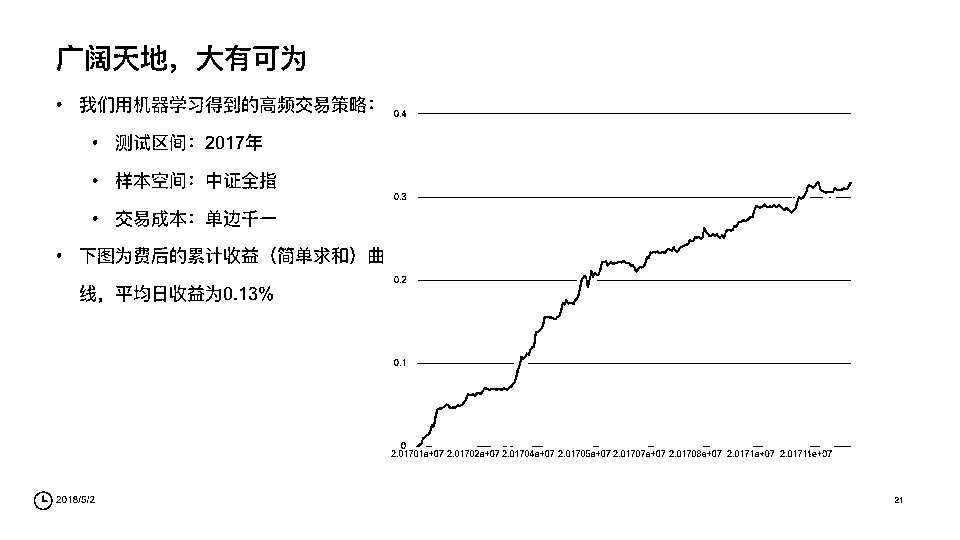 广阔天地，大有可为
• 我们用机器学习得到的高频交易策略：
• 测试区间：2017年
• 样本空间：中证全指
• 交易成本：单边千一
• 下图为费后的累计收益（简单求和）曲
线，平均日收益为0.13%
0.4
0.3
0.2
0.1
0
2.01701e+07 2.01702e+07 2.01704e+07 2.01705e+07 2.01707e+07 2.01708e+07 2.0171e+07 2.01711e+07
2018/5/2
21